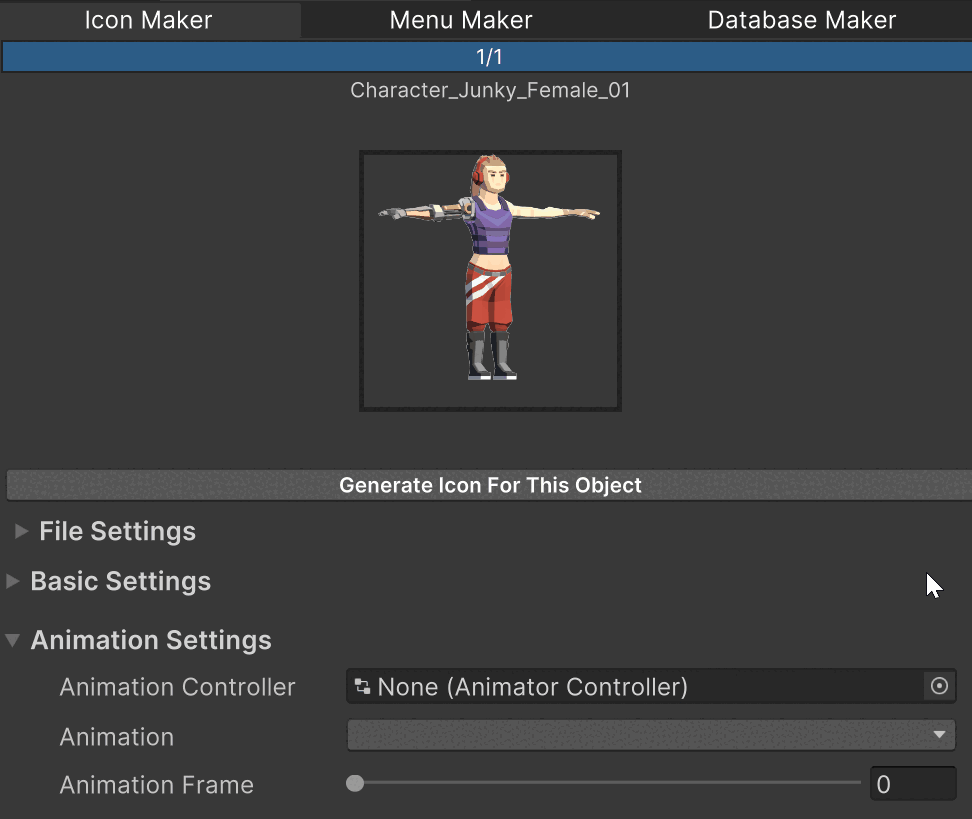 Icon Maker Menu Maker Database Maker
1/1
Character_Junky_Female_01
Generate Icon For This Object
File Settings
Basic Settings
Animation Settings
Animation Controller None (Animator Controller)
Animation
Animation Frame 0